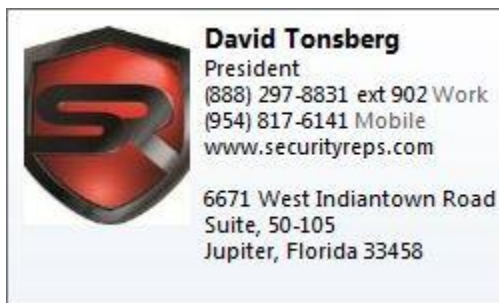 David Tonsberg
President
(888) 297-8831 ext 902 Work
(954) 817-6141 Mobile
www.securityreps.com
6671 West Indiantown Road
Suite, 50-105
Jupiter, Florida 33458
SR